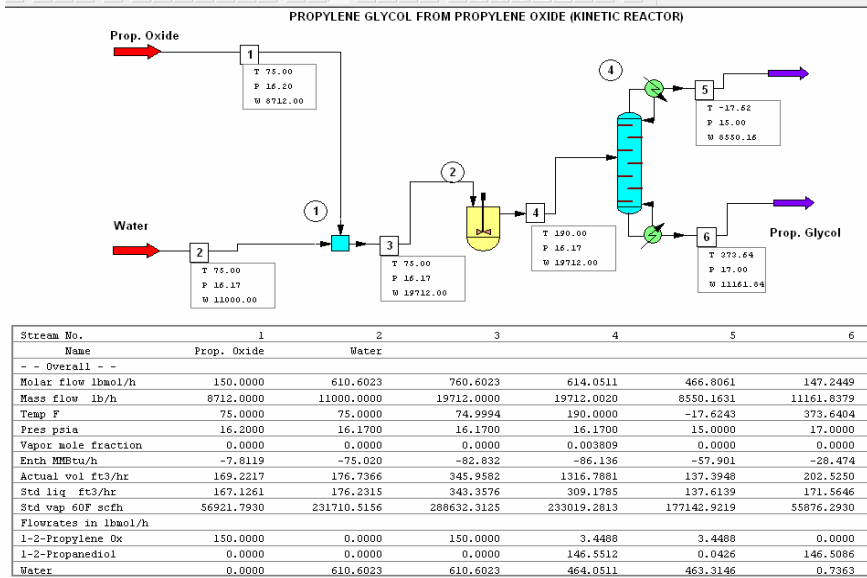 PROPYLENE GLYCOL FROM PROPYLENE OXIDE (KINETIC REACTOR)
Prop. Oxide
1
T 75.00
P 16.20
W 8712.00
4
5
T -17.62
P 15.00
W 8550.16
2
1
Water
2
T 75.00
P 16.17
W 11000.00
3
T 75.00
P 16.17
W 19712.00
4
T 190.00
P 16.17
W 19712.00
6
Prop. Glycol
T 373.64
P 17.00
W 11161.84
Stream No. 1 2 3 4 5 6
Name Prop. Oxide Water
- - Overall - -
Molar flow lbmol/h 150.0000 610.6023 760.6023 614.0511 466.8061 147.2449
Mass flow lb/h 8712.0000 11000.0000 19712.0000 19712.0020 8550.1631 11161.8379
Temp F 75.0000 75.0000 74.9994 190.0000 -17.6243 373.6404
Pres psia 16.2000 16.1700 16.1700 16.1700 15.0000 17.0000
Vapor mole fraction 0.0000 0.0000 0.0000 0.003809 0.0000 0.0000
Enth MMBtu/h -7.8119 -75.020 -82.832 -86.136 -57.901 -28.474
Actual vol ft3/hr 169.2217 176.7366 345.9582 1316.7881 137.3948 202.5250
Std liq ft3/hr 167.1261 176.2315 343.3576 309.1785 137.6139 171.5646
Std vap 60F scfh 56921.7930 231710.5156 288632.3125 233019.2813 177142.9219 55876.2930
Flowrates in lbmol/h
1-2-Propylene Ox 150.0000 0.0000 150.0000 3.4488 3.4488 0.0000
1-2-Propanediol 0.0000 0.0000 0.0000 146.5512 0.0426 146.5086
Water 0.0000 610.6023 610.6023 464.0511 463.3146 0.7363